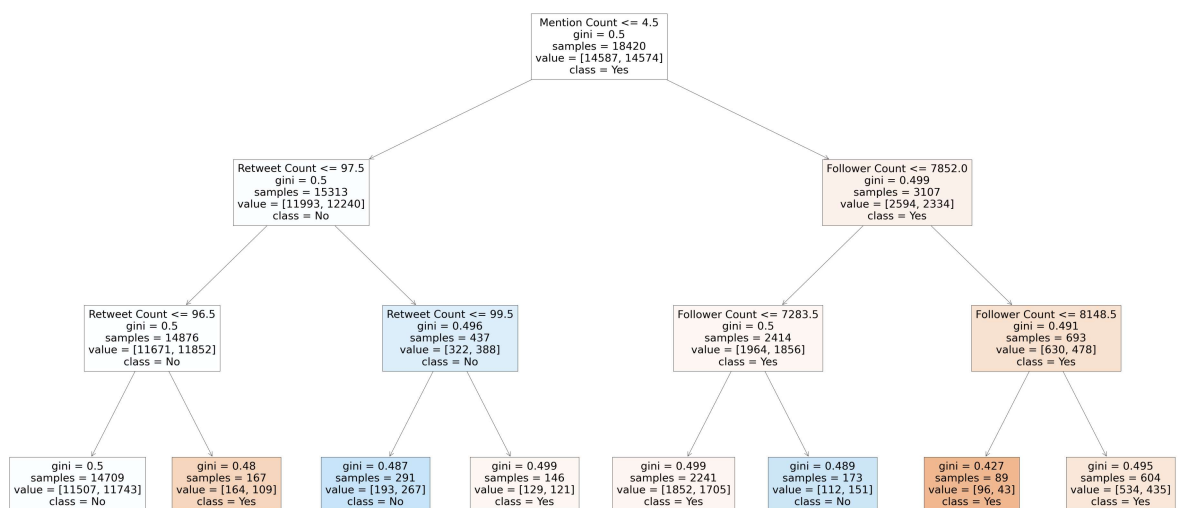 Mention Count <= 4.5
gini = 0.5
samples = 18420
value = [14587, 14574]
class = Yes
Retweet Count <= 97.5
gini = 0.5
samples = 15313
value = [11993, 12240]
class = No
Follower Count <= 7852.0
gini = 0.499
samples = 3107
value = [2594, 2334]
class = Yes
Retweet Count <= 96.5
gini = 0.5
samples = 14876
value = [11671, 11852]
class = No
Retweet Count <= 99.5
gini = 0.496
samples = 437
value = [322, 388]
class = No
Follower Count <= 7283.5
gini = 0.5
samples = 2414
value = [1964, 1856]
class = Yes
Follower Count <= 8148.5
gini = 0.491
samples = 693
value = [630, 478]
class = Yes
gini = 0.5
samples = 14709
value = [11507, 11743]
class = No
gini = 0.48
samples = 167
value = [164, 109]
class = Yes
gini = 0.487
samples = 291
value = [193, 267]
class = No
gini = 0.499
samples = 146
value = [129, 121]
class = Yes
gini = 0.499
samples = 2241
value = [1852, 1705]
class = Yes
gini = 0.489
samples = 173
value = [112, 151]
class = No
gini = 0.427
samples = 89
value = [96, 43]
class = Yes
gini = 0.495
samples = 604
value = [534, 435]
class = Yes